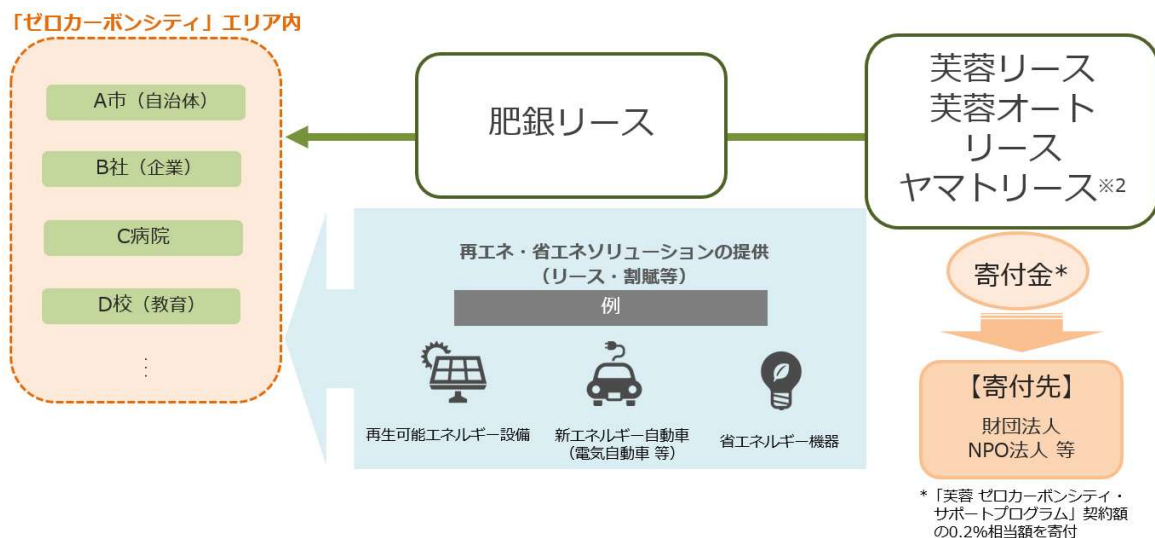 「ゼロカーボンシティ」エリア内
A市（自治体）
B社（企業）
C病院
D校（教育）
⋮
肥銀リース
芙蓉リース
芙蓉オート
リース
ヤマトリース※2
再エネ・省エネソリューションの提供
（リース・割賦等）
例
再生可能エネルギー設備
新エネルギー自動車
（電気自動車 等）
省エネルギー機器
寄付金*
【寄付先】
財団法人
NPO法人 等
*「芙蓉 ゼロカーボンシティ・
サポートプログラム」契約額
の0.2%相当額を寄付